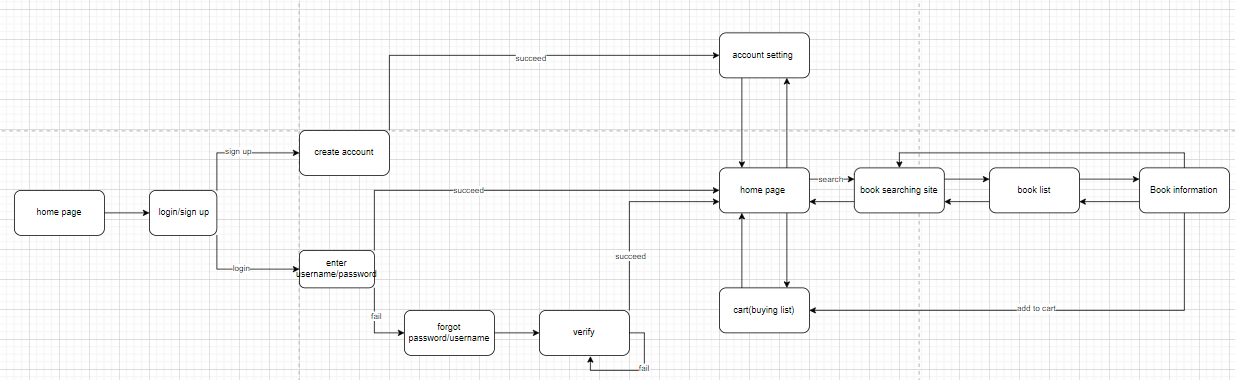 account setting
succeed
sign up
create account
home page
login/sign up
succeed
home page
search
book searching site
book list
Book information
login
enter
username/password
succeed
fail
forgot
password/username
verify
fail
cart(buying list)
add to cart